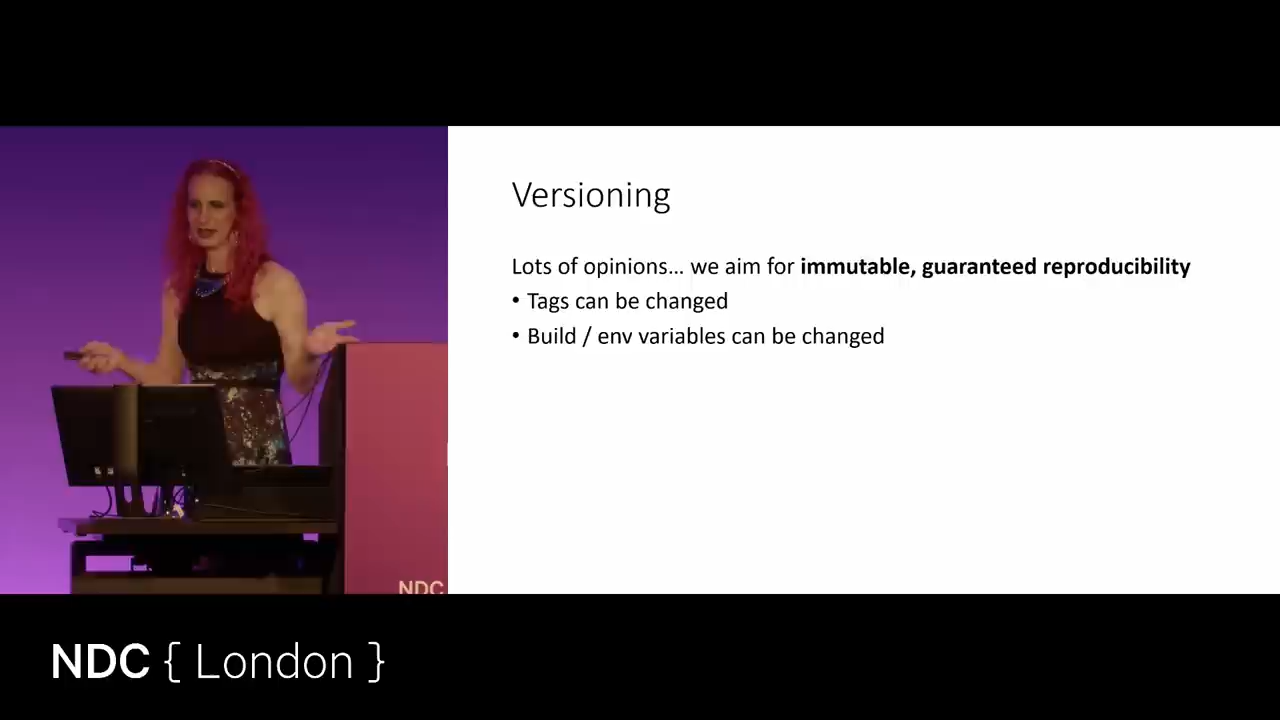 Versioning
Lots of opinions... we aim for immutable, guaranteed reproducibility
• Tags can be changed
• Build / env variables can be changed
NDC
NDC { London }